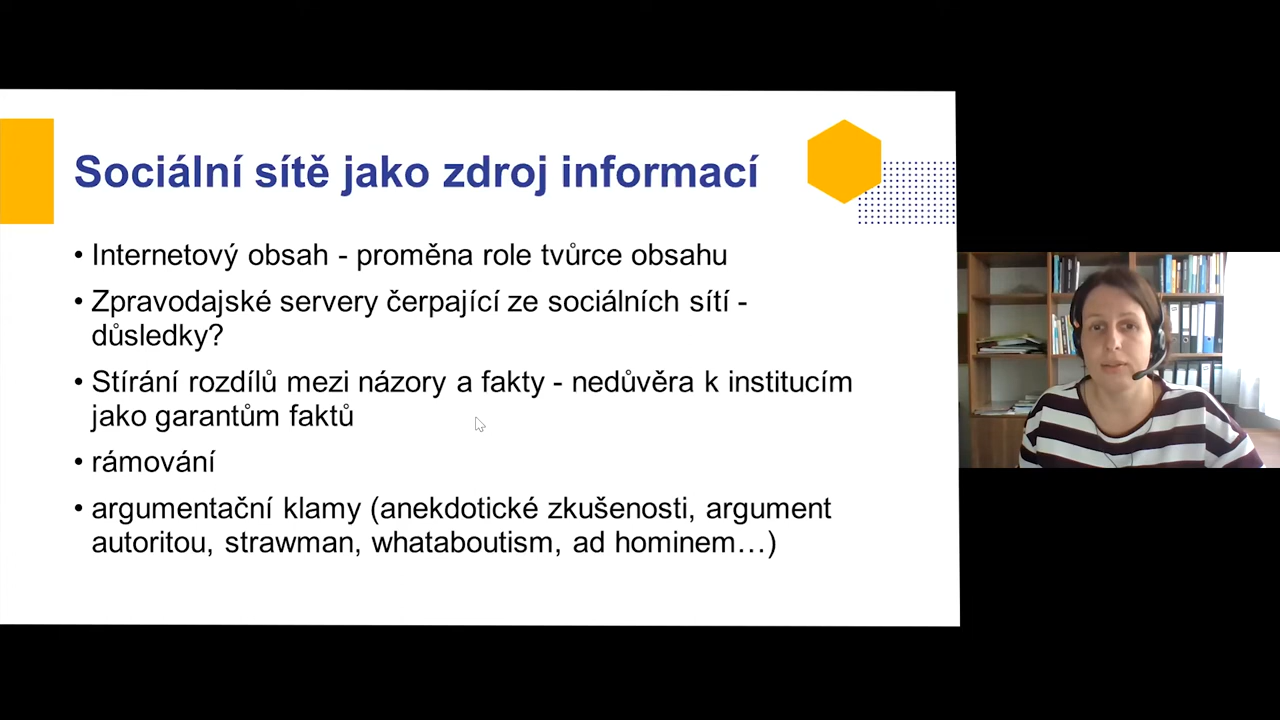 Sociální sítě jako zdroj informací
• Internetový obsah - proměna role tvůrce obsahu
• Zpravodajské servery čerpající ze sociálních sítí -
důsledky?
• Stírání rozdílů mezi názory a fakty - nedůvěra k institucím
jako garantům faktů
• rámování
• argumentační klamy (anekdotické zkušenosti, argument
autoritou, strawman, whataboutism, ad hominem…)